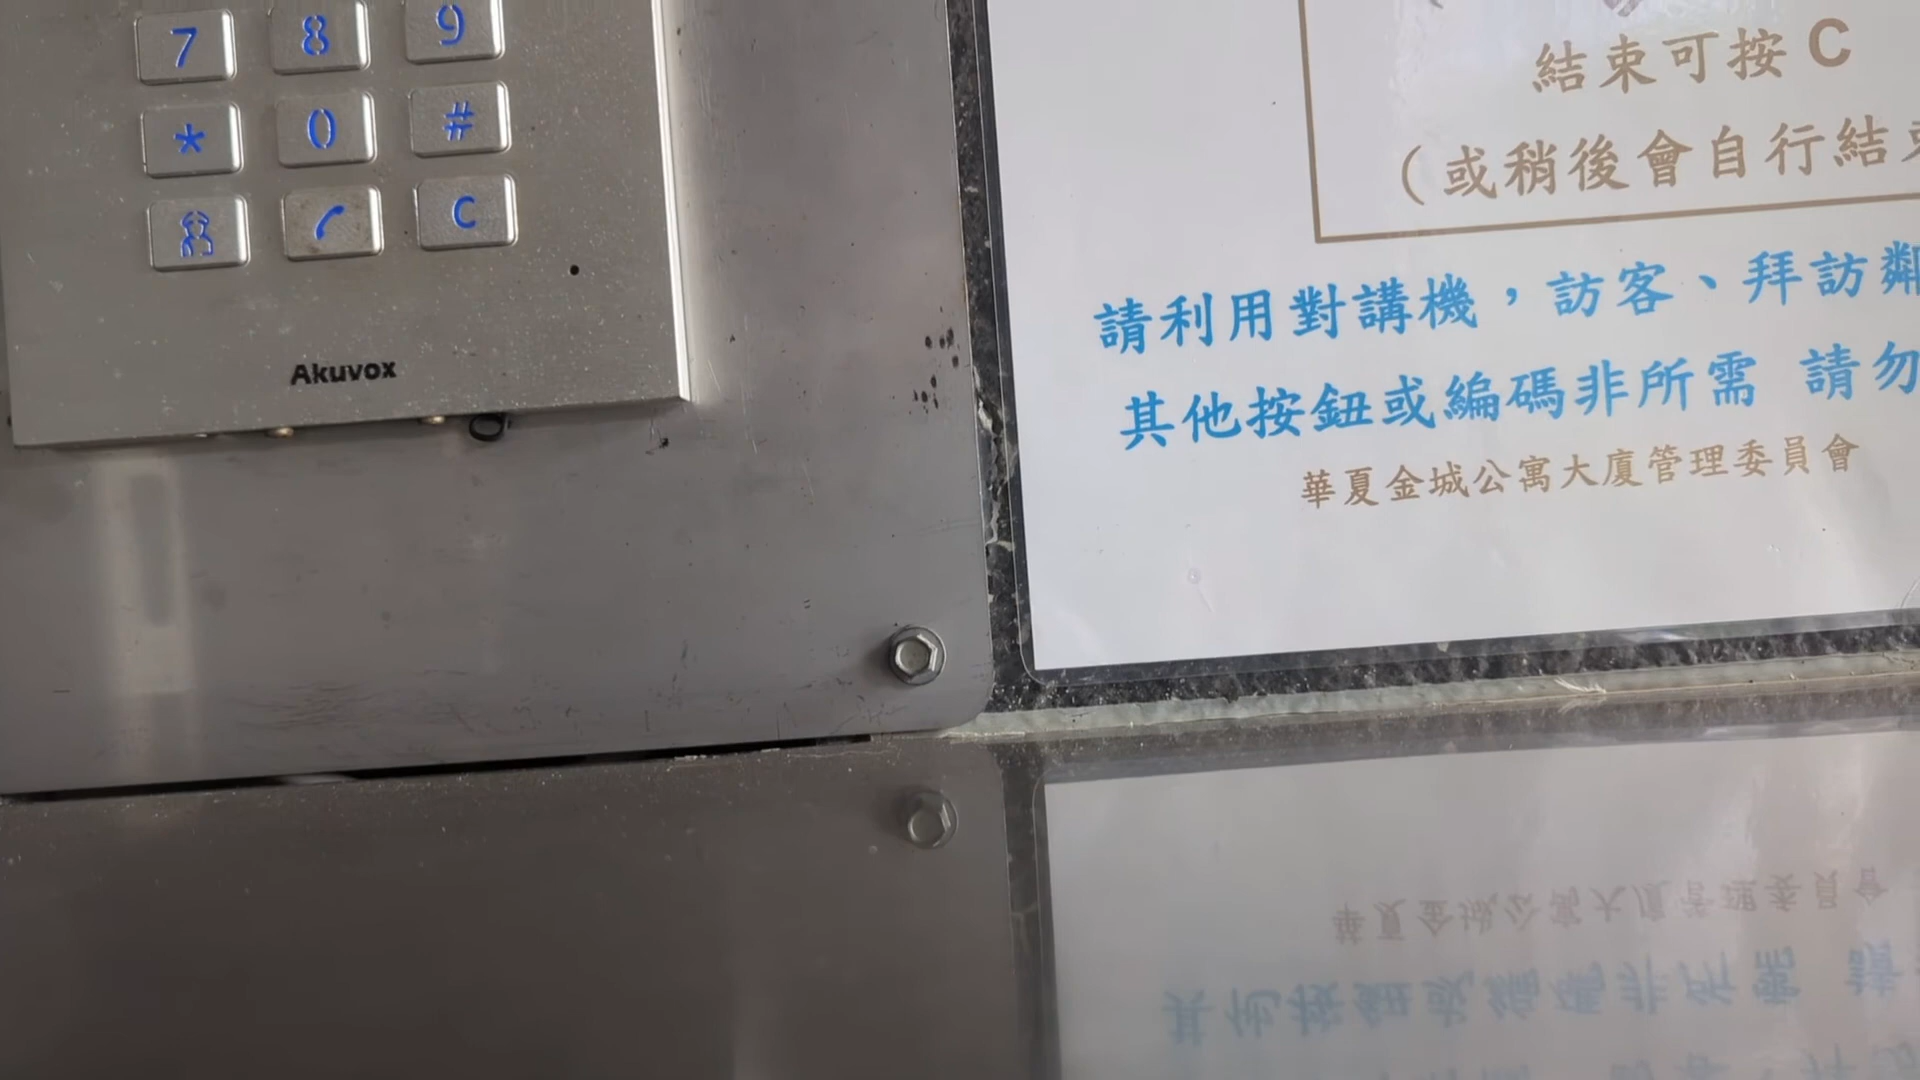 7 8 9
* 0 #
C
Akuvox
結束可按 C
（或稍後會自行結束
請利用對講機，訪客、拜訪鄰
其他按鈕或編碼非所需 請勿
華夏金城公寓大廈管理委員會